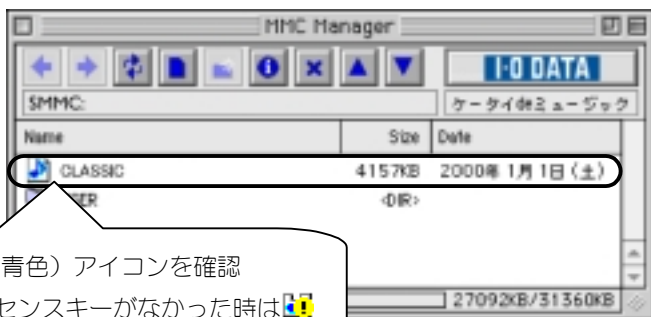 MMC Manager
I-O DATA
SMMC:
ケータイdeミュージック
Name Size Date
CLASSIC 4157KB 2000年 1月 1日（土）
<DIR>
青色）アイコンを確認
センスキーがなかった時は
27092KB/31360KB